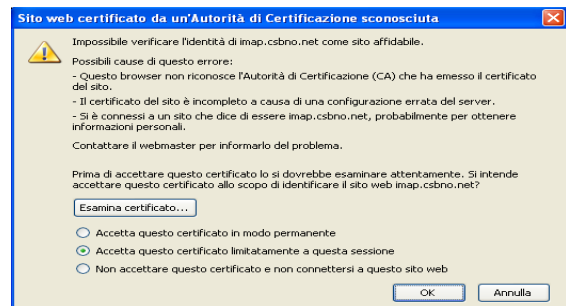 Sito web certificato da un'Autorità di Certificazione sconosciuta
Impossibile verificare l'identità di imap.csbno.net come sito affidabile.
Possibili cause di questo errore:
- Questo browser non riconosce l'Autorità di Certificazione (CA) che ha emesso il certificato
del sito.
- Il certificato del sito è incompleto a causa di una configurazione errata del server.
- Si è connessi a un sito che dice di essere imap.csbno.net, probabilmente per ottenere
informazioni personali.
Contattare il webmaster per informarlo del problema.
Prima di accettare questo certificato lo si dovrebbe esaminare attentamente. Si intende
accettare questo certificato allo scopo di identificare il sito web imap.csbno.net?
Esamina certificato...
Accetta questo certificato in modo permanente
Accetta questo certificato limitatamente a questa sessione
Non accettare questo certificato e non connettersi a questo sito web
OK Annulla